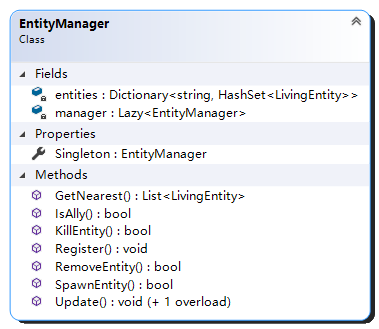 EntityManager
Class
Fields
entities : Dictionary<string, HashSet<LivingEntity>>
manager : Lazy<EntityManager>
Properties
Singleton : EntityManager
Methods
GetNearest() : List<LivingEntity>
IsAlly() : bool
KillEntity() : bool
Register() : void
RemoveEntity() : bool
SpawnEntity() : bool
Update() : void (+ 1 overload)